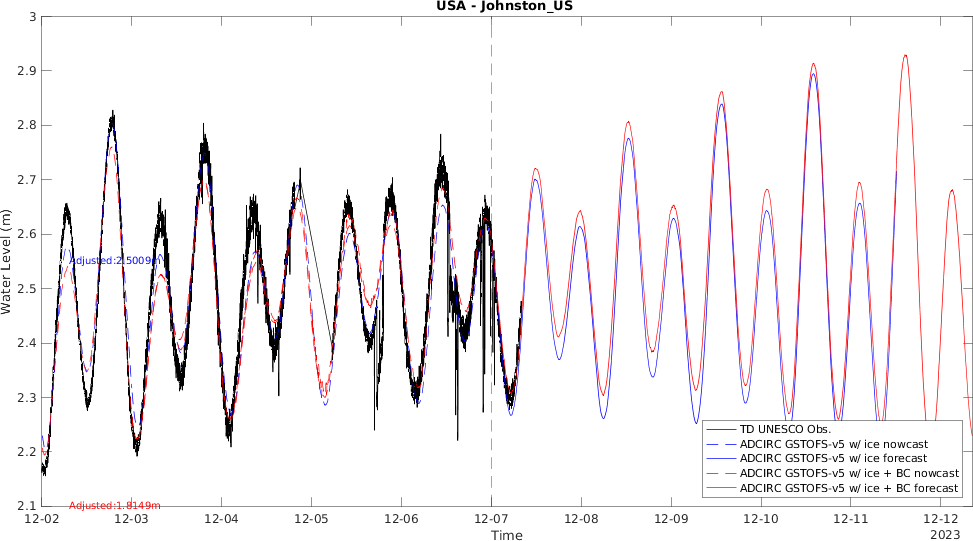 USA - Johnston_US
3
2.9
2.8
2.7
2.6
2.5
2.4
2.3
2.2
2.1
Water Level (m)
Adjusted:2.5009m
Adjusted:1.8149m
TD UNESCO Obs.
ADCIRC GSTOFS-v5 w/ ice nowcast
ADCIRC GSTOFS-v5 w/ ice forecast
ADCIRC GSTOFS-v5 w/ ice + BC nowcast
ADCIRC GSTOFS-v5 w/ ice + BC forecast
12-02 12-03 12-04 12-05 12-06 12-07 12-08 12-09 12-10 12-11 12-12
2023
Time